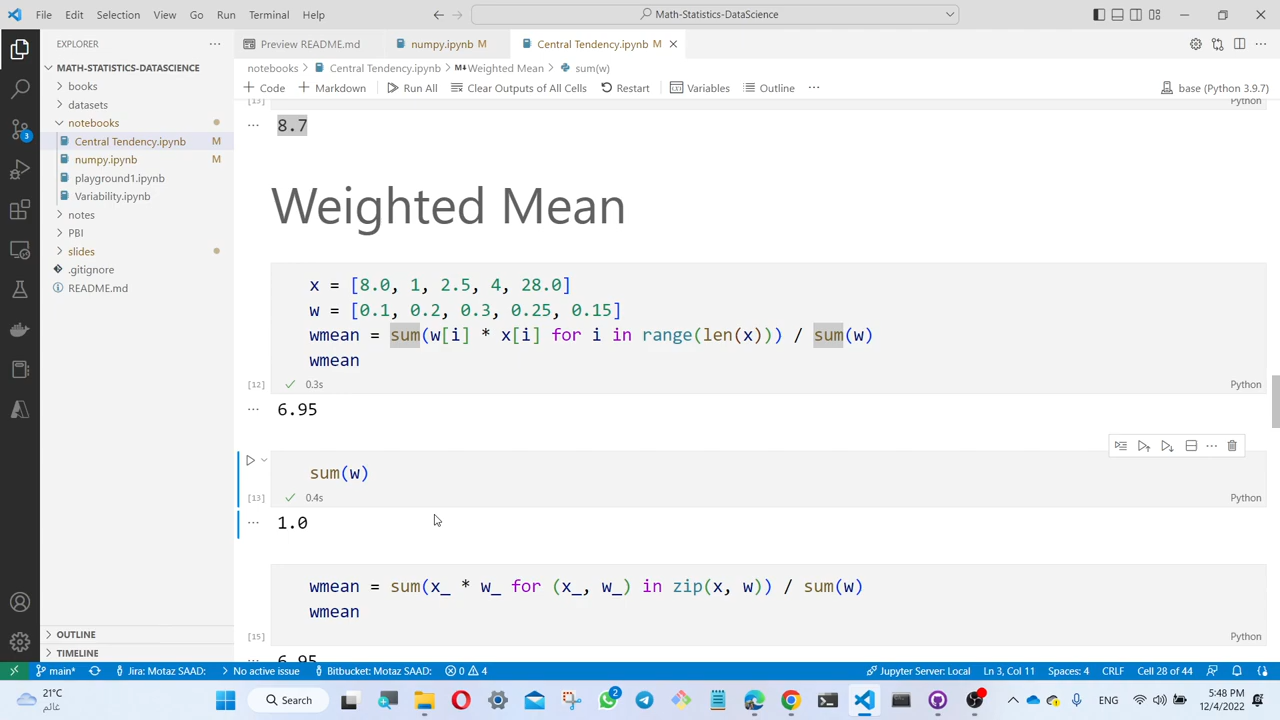 File Edit Selection View Go Run Terminal Help
Math-Statistics-DataScience
EXPLORER
MATH-STATISTICS-DATASCIENCE
books
datasets
notebooks
Central Tendency.ipynb M
numpy.ipynb M
playground1.ipynb
Variability.ipynb
notes
PBI
slides
.gitignore
README.md
OUTLINE
TIMELINE
3
Preview README.md numpy.ipynb M Central Tendency.ipynb M
notebooks > Central Tendency.ipynb > M↓Weighted Mean > sum(w)
+ Code + Markdown Run All Clear Outputs of All Cells Restart Variables Outline ... base (Python 3.9.7)
[13] Python
8.7
Weighted Mean
x = [8.0, 1, 2.5, 4, 28.0]
w = [0.1, 0.2, 0.3, 0.25, 0.15]
wmean = sum(w[i] * x[i] for i in range(len(x))) / sum(w)
wmean
[12] 0.3s Python
6.95
sum(w)
[13] 0.4s Python
1.0
wmean = sum(x_ * w_ for (x_, w_) in zip(x, w)) / sum(w)
wmean
[15] Python
6.95
main* Jira: Motaz SAAD: No active issue Bitbucket: Motaz SAAD: 0 4 Jupyter Server: Local Ln 3, Col 11 Spaces: 4 CRLF Cell 28 of 44
21°C
غائم
Search
2
ENG
5:48 PM
12/4/2022